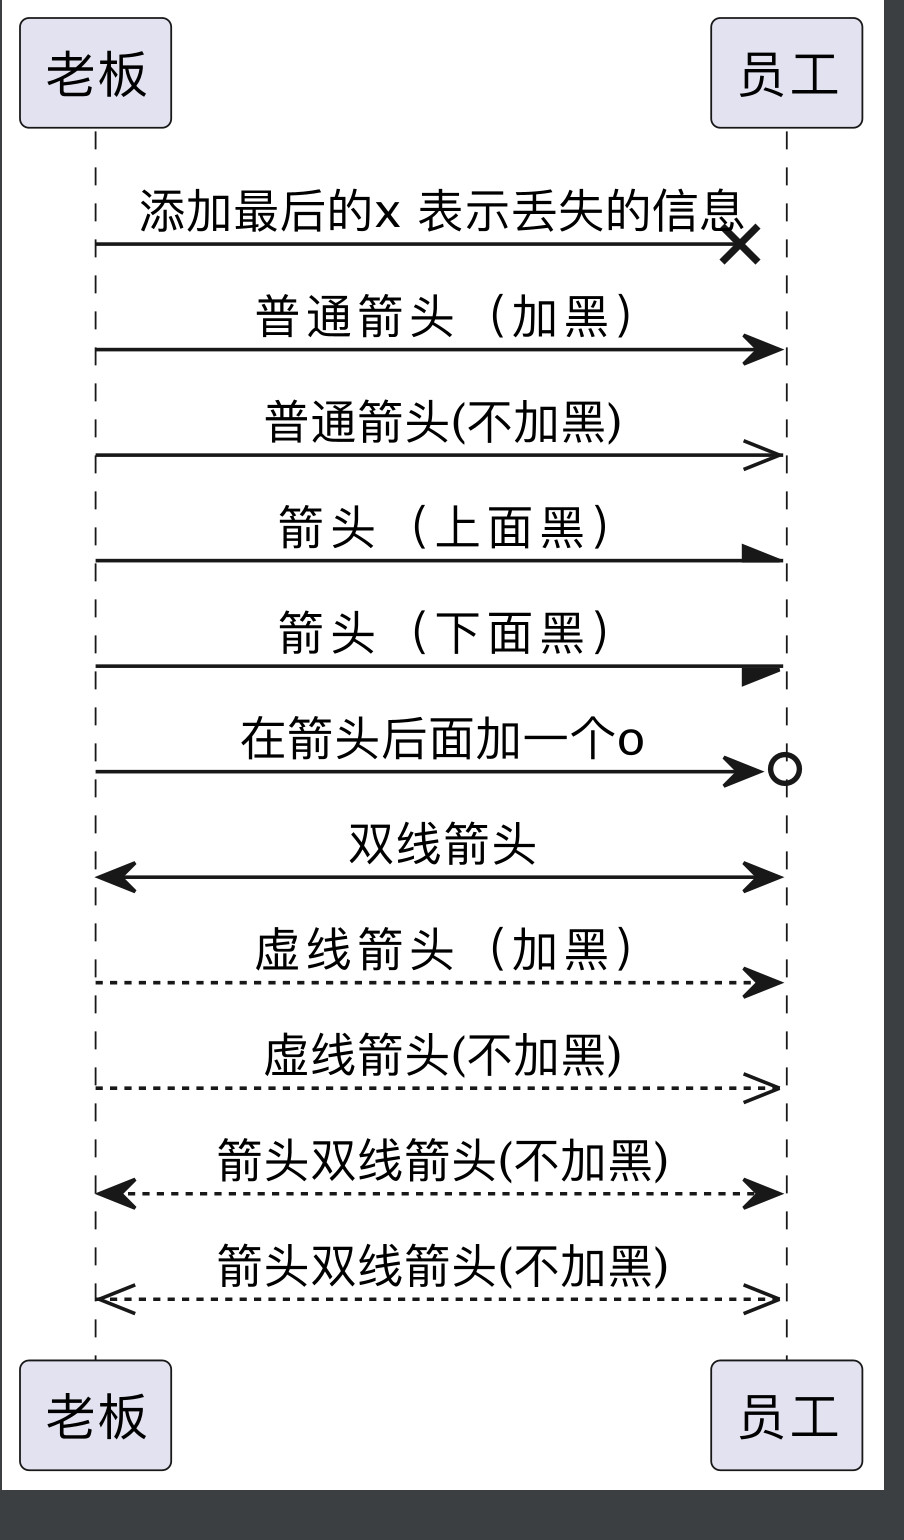 老板 员工
添加最后的x 表示丢失的信息
普通箭头（加黑）
普通箭头(不加黑)
箭头（上面黑）
箭头（下面黑）
在箭头后面加一个o
双线箭头
虚线箭头（加黑）
虚线箭头(不加黑)
箭头双线箭头(不加黑)
箭头双线箭头(不加黑)
老板 员工